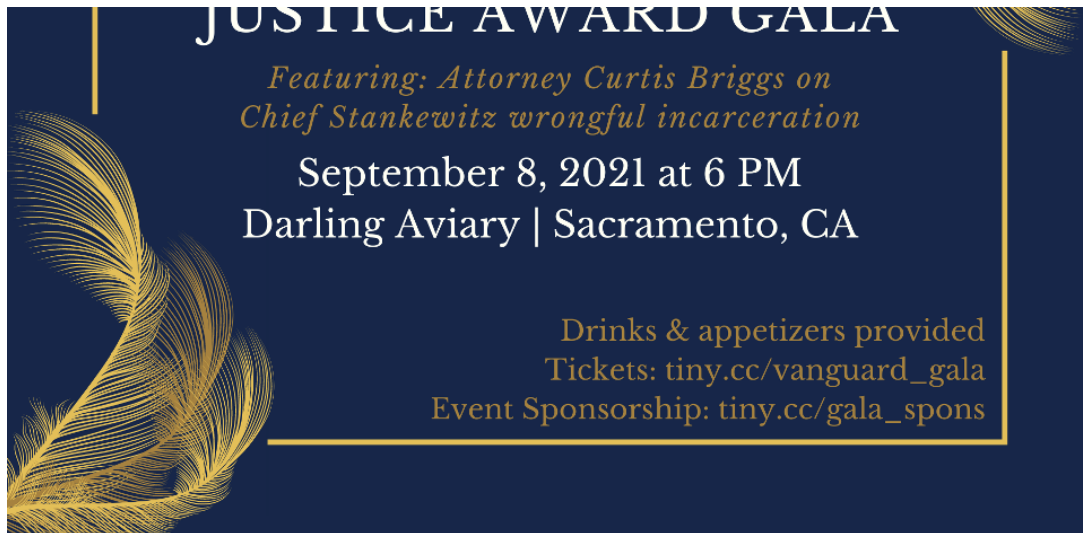 JUSTICE AWARD GALA
Featuring: Attorney Curtis Briggs on
Chief Stankewitz wrongful incarceration
September 8, 2021 at 6 PM
Darling Aviary | Sacramento, CA
Drinks & appetizers provided
Tickets: tiny.cc/vanguard_gala
Event Sponsorship: tiny.cc/gala_spons